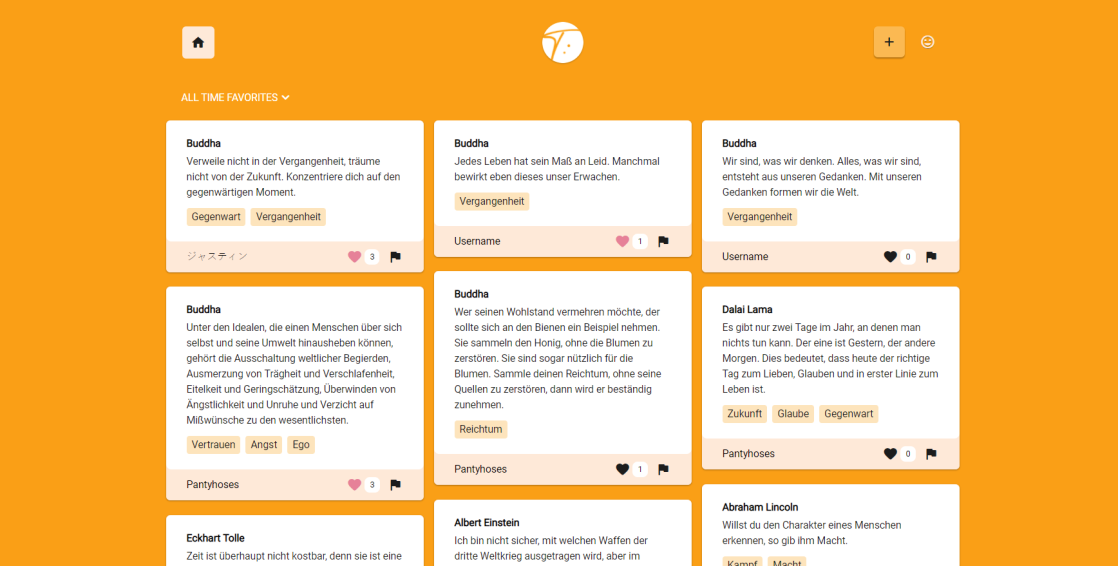 ALL TIME FAVORITES
Buddha
Verweile nicht in der Vergangenheit, träume
nicht von der Zukunft. Konzentriere dich auf den
gegenwärtigen Moment.
Gegenwart Vergangenheit
ジャスティン 3
Buddha
Unter den Idealen, die einen Menschen über sich
selbst und seine Umwelt hinausheben können,
gehört die Ausschaltung weltlicher Begierden,
Ausmerzung von Trägheit und Verschlafenheit,
Eitelkeit und Geringschätzung, Überwinden von
Ängstlichkeit und Unruhe und Verzicht auf
Mißwünsche zu den wesentlichsten.
Vertrauen Angst Ego
Pantyhoses 3
Eckhart Tolle
Zeit ist überhaupt nicht kostbar, denn sie ist eine
Buddha
Jedes Leben hat sein Maß an Leid. Manchmal
bewirkt eben dieses unser Erwachen.
Vergangenheit
Username 1
Buddha
Wer seinen Wohlstand vermehren möchte, der
sollte sich an den Bienen ein Beispiel nehmen.
Sie sammeln den Honig, ohne die Blumen zu
zerstören. Sie sind sogar nützlich für die
Blumen. Sammle deinen Reichtum, ohne seine
Quellen zu zerstören, dann wird er beständig
zunehmen.
Reichtum
Pantyhoses 1
Albert Einstein
Ich bin nicht sicher, mit welchen Waffen der
dritte Weltkrieg ausgetragen wird, aber im
Buddha
Wir sind, was wir denken. Alles, was wir sind,
entsteht aus unseren Gedanken. Mit unseren
Gedanken formen wir die Welt.
Vergangenheit
Username 0
Dalai Lama
Es gibt nur zwei Tage im Jahr, an denen man
nichts tun kann. Der eine ist Gestern, der andere
Morgen. Dies bedeutet, dass heute der richtige
Tag zum Lieben, Glauben und in erster Linie zum
Leben ist.
Zukunft Glaube Gegenwart
Pantyhoses 0
Abraham Lincoln
Willst du den Charakter eines Menschen
erkennen, so gib ihm Macht.
Kampf Macht